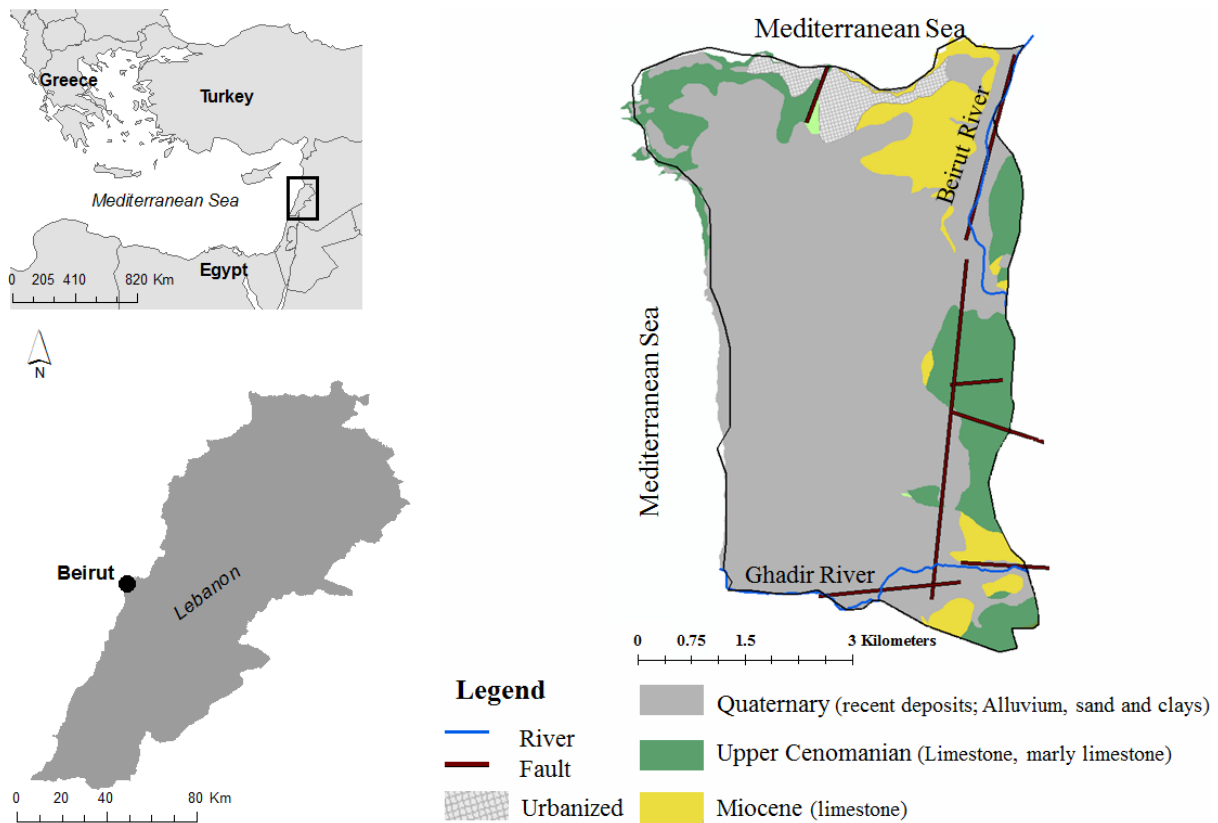 Greece
Turkey
Mediterranean Sea
Egypt
0 205 410 820 Km
N
Beirut
Lebanon
0 20 40 80 Km
Mediterranean Sea
Beirut River
Mediterranean Sea
Ghadir River
0 0.75 1.5 3 Kilometers
Legend
River
Fault
Urbanized
Quaternary (recent deposits; Alluvium, sand and clays)
Upper Cenomanian (Limestone, marly limestone)
Miocene (limestone)